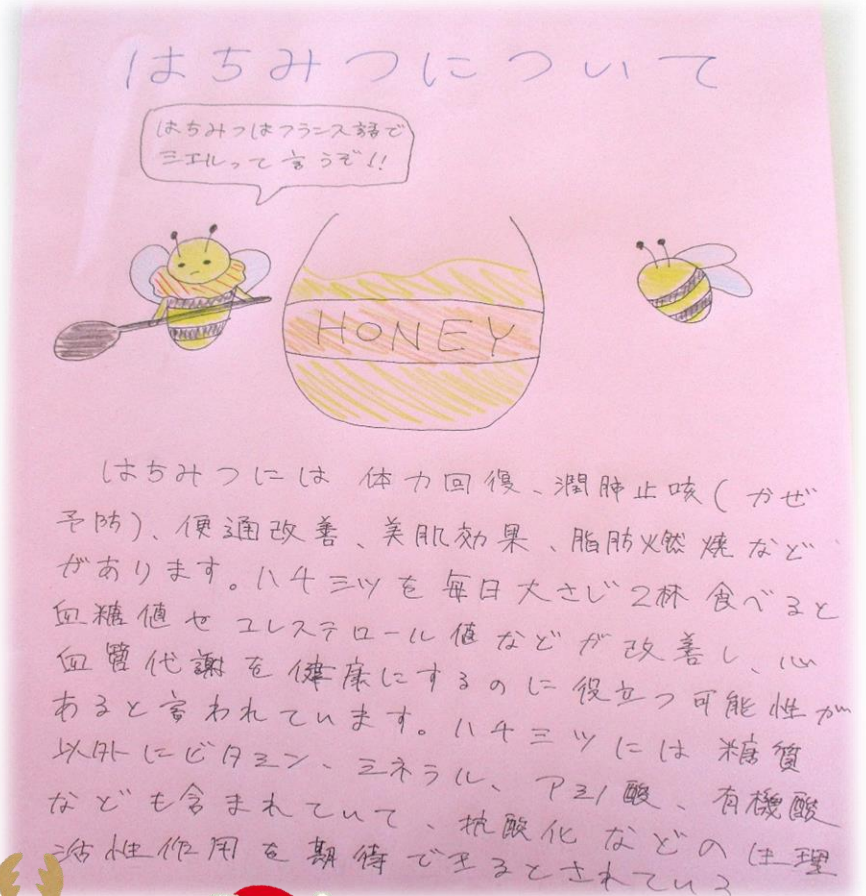 はちみつについて
はちみつはフランス語で
ミエルって言うぞ!!
HONEY
はちみつには体力回復、潤肺止咳(かぜ
予防)、便通改善、美肌効果、脂肪燃焼など
があります。ハチミツを毎日大さじ2杯食べると
血糖値やコレステロール値などが改善し、心
血管代謝を健康にするのに役立つ可能性が
あると言われています。ハチミツには糖質
以外にビタミン、ミネラル、アミノ酸、有機酸
なども含まれていて、抗酸化などの生理
活性作用を期待できるとされている